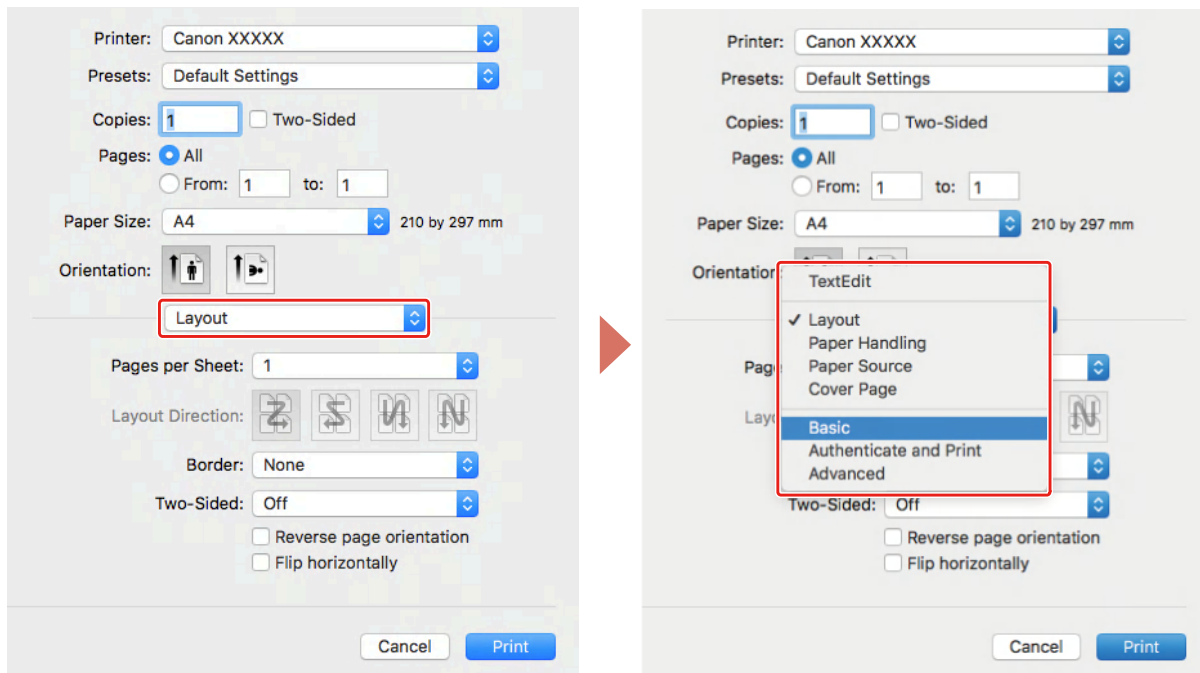 Printer: Canon XXXXX
Presets: Default Settings
Copies: 1 Two-Sided
Pages: All
From: 1 to: 1
Paper Size: A4 210 by 297 mm
Orientation:
Layout
Pages per Sheet: 1
Layout Direction:
Border: None
Two-Sided: Off
Reverse page orientation
Flip horizontally
Cancel Print
Printer: Canon XXXXX
Presets: Default Settings
Copies: 1 Two-Sided
Pages: All
From: 1 to: 1
Paper Size: A4 210 by 297 mm
Orientation
TextEdit
✓ Layout
Paper Handling
Pag Paper Source
Cover Page
Lay
Basic
Authenticate and Print
Advanced
Two-Sided: Off
Reverse page orientation
Flip horizontally
Cancel Print